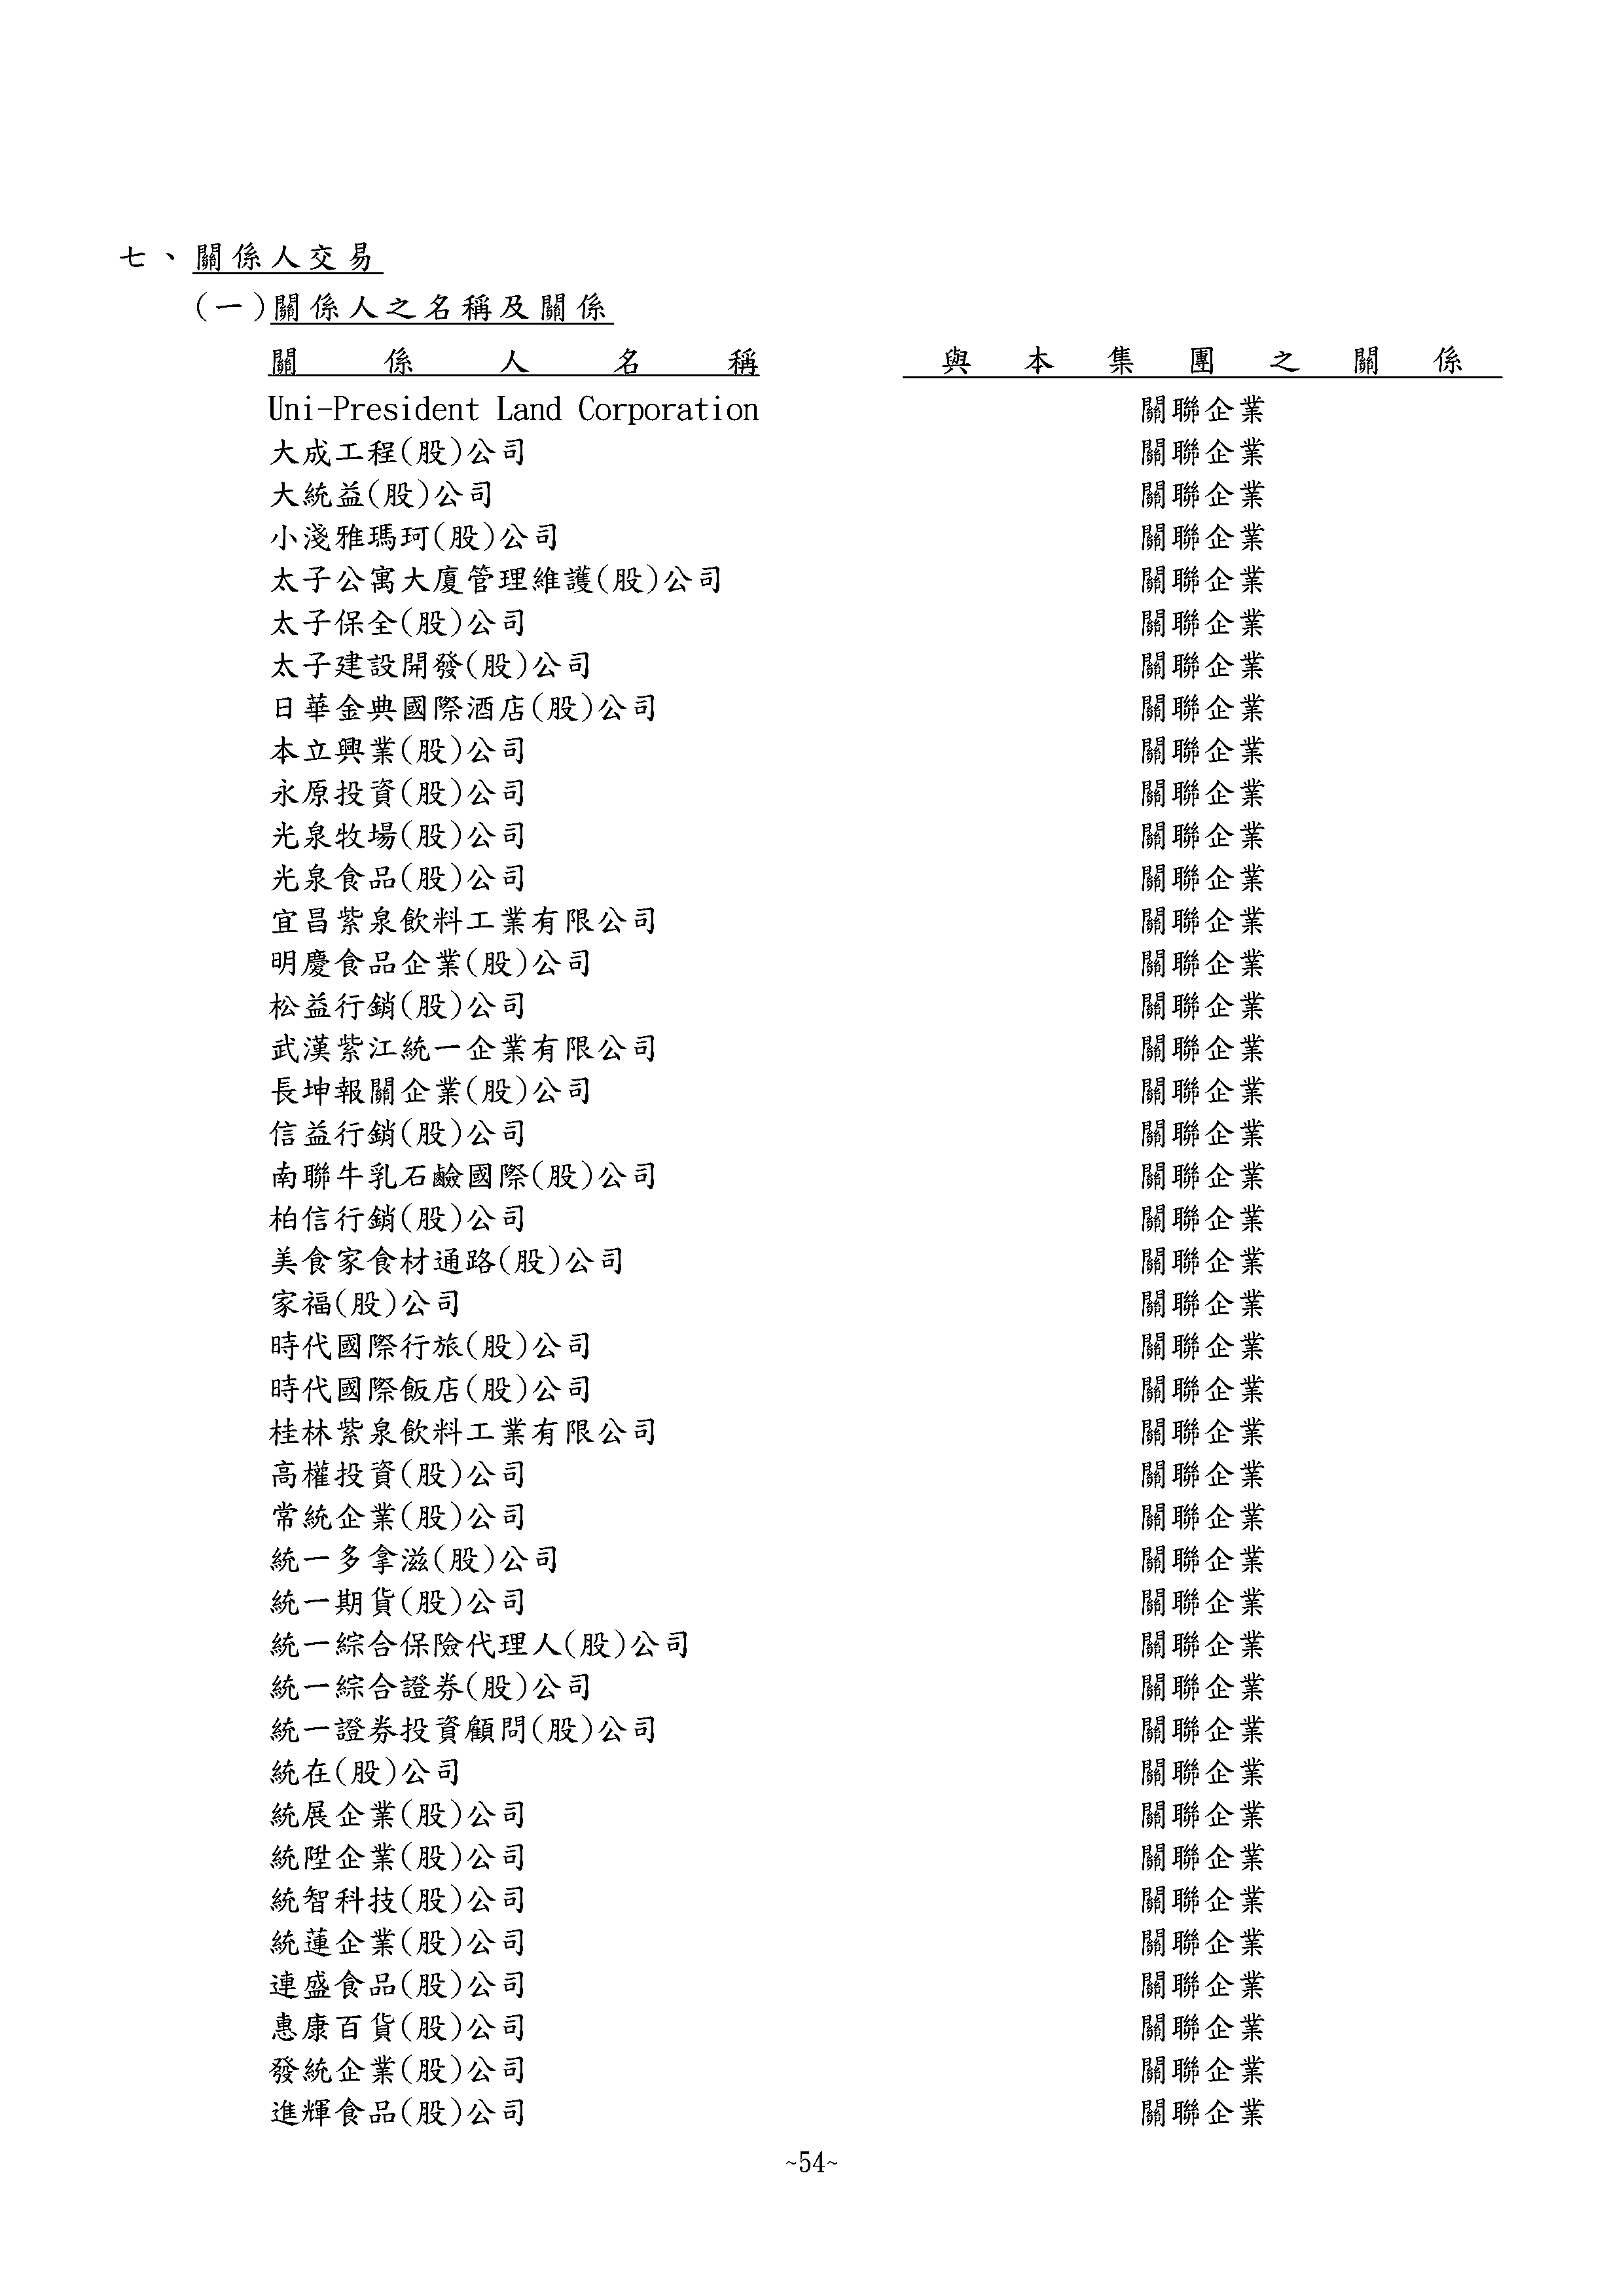 七、關係人交易
(一)關係人之名稱及關係
關係人名稱 與本集團之關係
Uni-President Land Corporation 關聯企業
大成工程(股)公司 關聯企業
大統益(股)公司 關聯企業
小淺雅瑪珂(股)公司 關聯企業
太子公寓大廈管理維護(股)公司 關聯企業
太子保全(股)公司 關聯企業
太子建設開發(股)公司 關聯企業
日華金典國際酒店(股)公司 關聯企業
本立興業(股)公司 關聯企業
永原投資(股)公司 關聯企業
光泉牧場(股)公司 關聯企業
光泉食品(股)公司 關聯企業
宜昌紫泉飲料工業有限公司 關聯企業
明慶食品企業(股)公司 關聯企業
松益行銷(股)公司 關聯企業
武漢紫江統一企業有限公司 關聯企業
長坤報關企業(股)公司 關聯企業
信益行銷(股)公司 關聯企業
南聯牛乳石鹼國際(股)公司 關聯企業
柏信行銷(股)公司 關聯企業
美食家食材通路(股)公司 關聯企業
家福(股)公司 關聯企業
時代國際行旅(股)公司 關聯企業
時代國際飯店(股)公司 關聯企業
桂林紫泉飲料工業有限公司 關聯企業
高權投資(股)公司 關聯企業
常統企業(股)公司 關聯企業
統一多拿滋(股)公司 關聯企業
統一期貨(股)公司 關聯企業
統一綜合保險代理人(股)公司 關聯企業
統一綜合證券(股)公司 關聯企業
統一證券投資顧問(股)公司 關聯企業
統在(股)公司 關聯企業
統展企業(股)公司 關聯企業
統陞企業(股)公司 關聯企業
統智科技(股)公司 關聯企業
統蓮企業(股)公司 關聯企業
連盛食品(股)公司 關聯企業
惠康百貨(股)公司 關聯企業
發統企業(股)公司 關聯企業
進輝食品(股)公司 關聯企業
~54~